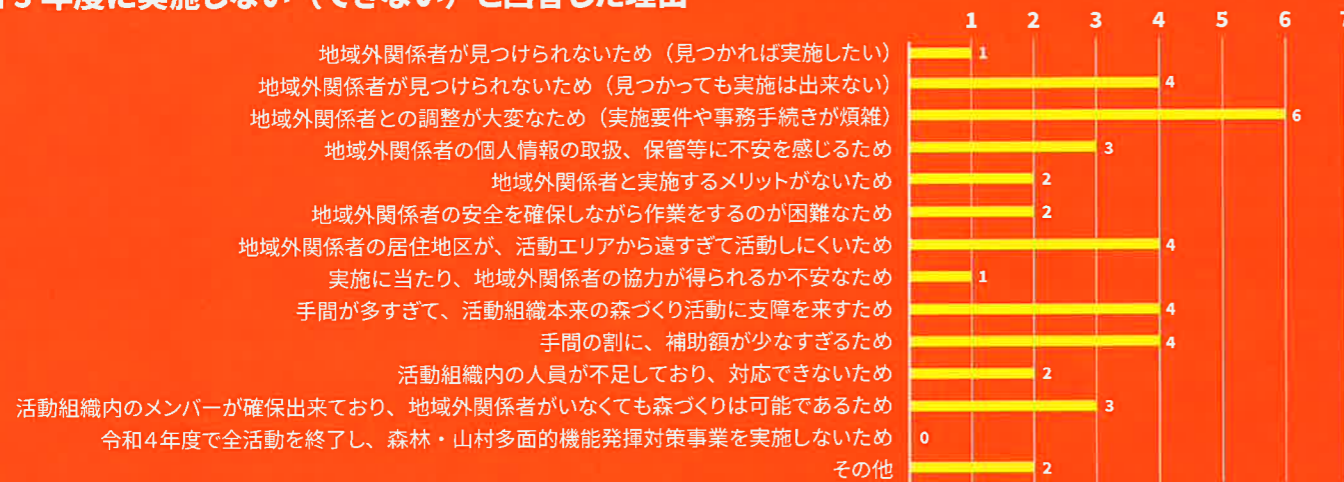 5年度に実施しない（できない）と回答した理由
1 2 3 4 5 6
地域外関係者が見つけられないため（見つかれば実施したい） 1
地域外関係者が見つけられないため（見つかっても実施は出来ない） 4
地域外関係者との調整が大変なため（実施要件や事務手続きが煩雑） 6
地域外関係者の個人情報の取扱、保管等に不安を感じるため 3
地域外関係者と実施するメリットがないため 2
地域外関係者の安全を確保しながら作業をするのが困難なため 2
地域外関係者の居住地区が、活動エリアから遠すぎて活動しにくいため 4
実施に当たり、地域外関係者の協力が得られるか不安なため 1
手間が多すぎて、活動組織本来の森づくり活動に支障を来すため 4
手間の割に、補助額が少なすぎるため 4
活動組織内の人員が不足しており、対応できないため 2
活動組織内のメンバーが確保出来ており、地域外関係者がいなくても森づくりは可能であるため 3
令和４年度で全活動を終了し、森林・山村多面的機能発揮対策事業を実施しないため 0
その他 2